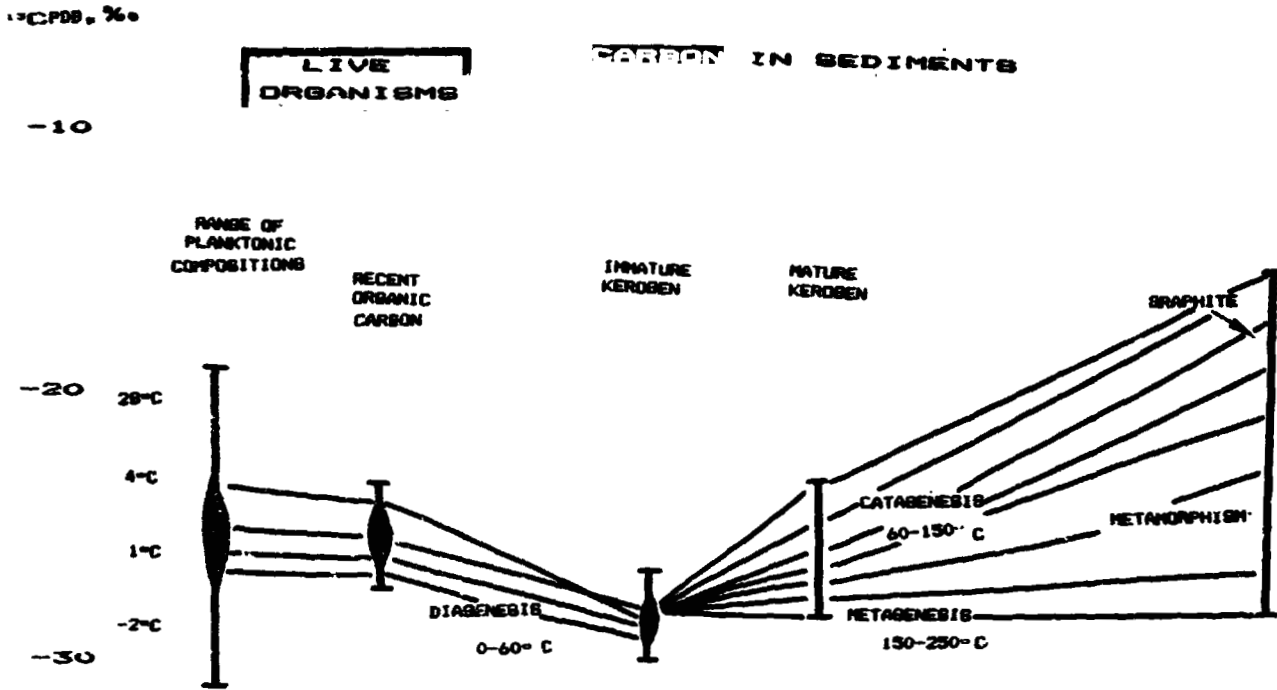 ¹³CPDB, ‰
LIVE
ORGANISMS
CARBON IN SEDIMENTS
-10
RANGE OF
PLANKTONIC
COMPOSITIONS
RECENT
ORGANIC
CARBON
IMMATURE
KEROGEN
MATURE
KEROGEN
GRAPHITE
-20
29°C
4°C
CATAGENESIS
60-150° C
METAMORPHISM
1°C
DIAGENESIS
0-60° C
METAGENESIS
150-250° C
-2°C
-30